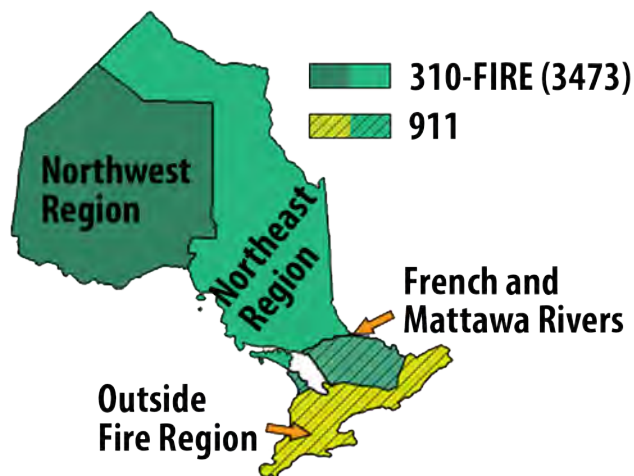 310-FIRE (3473)
911
Northwest
Region
Northeast
Region
French and
Mattawa Rivers
Outside
Fire Region